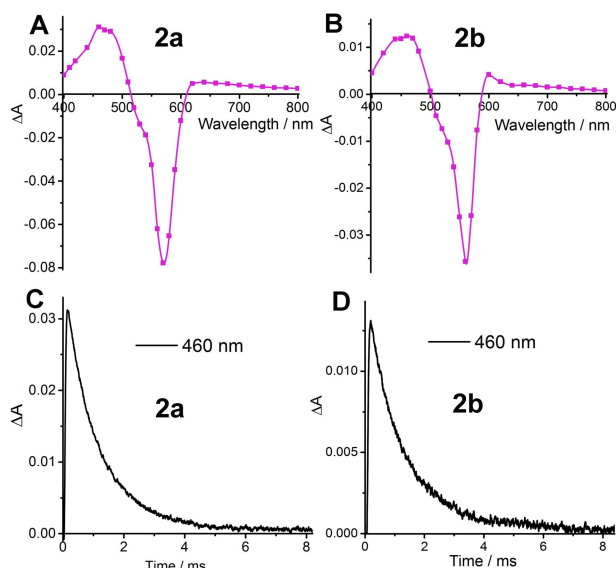 A
2a
0.03
0.02
0.00
-0.02
-0.04
-0.06
-0.08
400
500
600
700
800
Wavelength / nm
ΔA
B
2b
0.01
0.00
-0.01
-0.02
-0.03
400
500
600
700
800
Wavelength / nm
ΔA
C
460 nm
2a
0.03
0.02
0.01
0.00
0
2
4
6
8
Time / ms
ΔA
D
460 nm
2b
0.010
0.005
0.000
0
2
4
6
8
Time / ms
ΔA